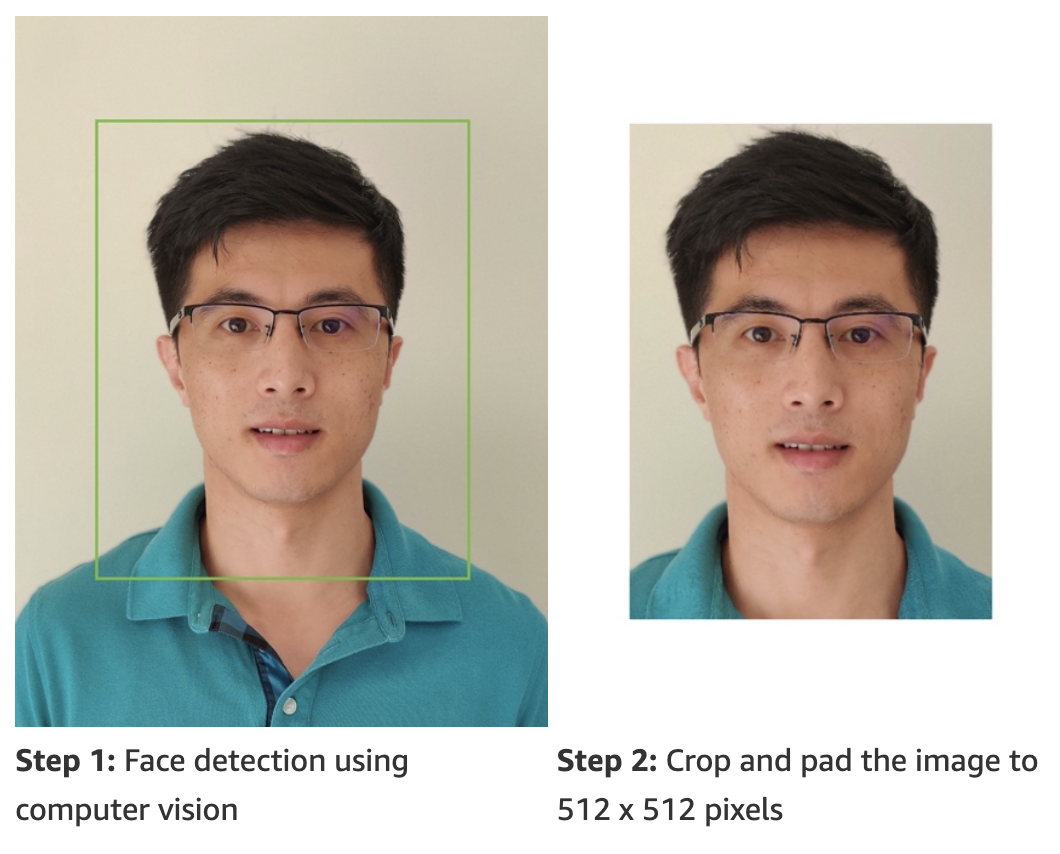 Step 1: Face detection using
computer vision
Step 2: Crop and pad the image to
512 x 512 pixels